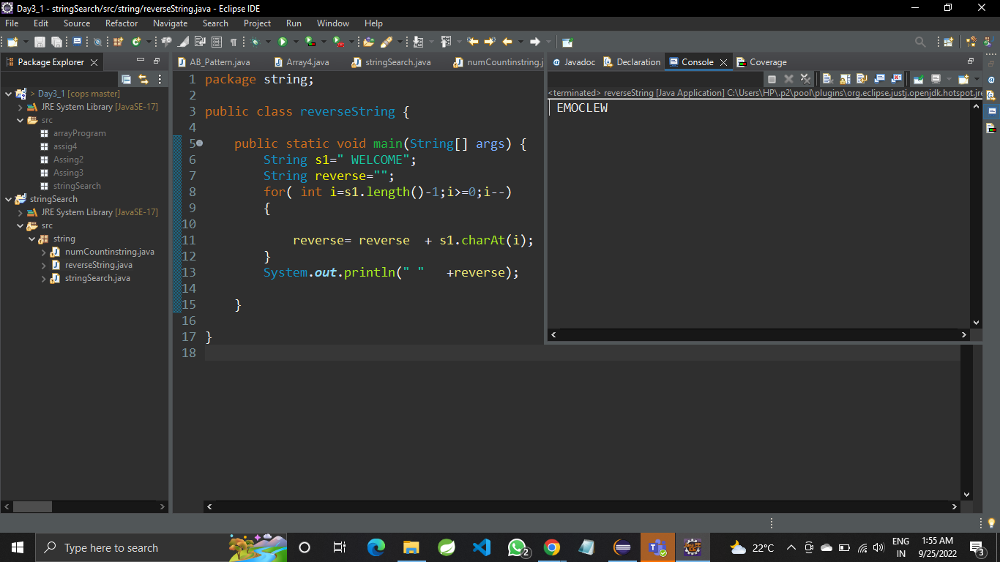 Day3_1 - stringSearch/src/string/reverseString.java - Eclipse IDE
File Edit Source Refactor Navigate Search Project Run Window Help
Package Explorer
> Day3_1 [cops master]
JRE System Library [JavaSE-17]
src
arrayProgram
assig4
Assing2
Assing3
stringSearch
stringSearch
JRE System Library [JavaSE-17]
src
string
numCountinstring.java
reverseString.java
stringSearch.java
AB_Pattern.java Array4.java stringSearch.java numCountinstring.j
1 package string;
2
3 public class reverseString {
4
5 public static void main(String[] args) {
6 String s1=" WELCOME";
7 String reverse="";
8 for( int i=s1.length()-1;i>=0;i--)
9 {
10
11 reverse= reverse  + s1.charAt(i);
12 }
13 System.out.println(" "   +reverse);
14
15 }
16
17 }
18
Javadoc Declaration Console Coverage
<terminated> reverseString [Java Application] C:\Users\HP\.p2\pool\plugins\org.eclipse.justj.openjdk.hotspot.jre
EMOCLEW
Type here to search
2
22°C
ENG
IN
1:55 AM
9/25/2022
3